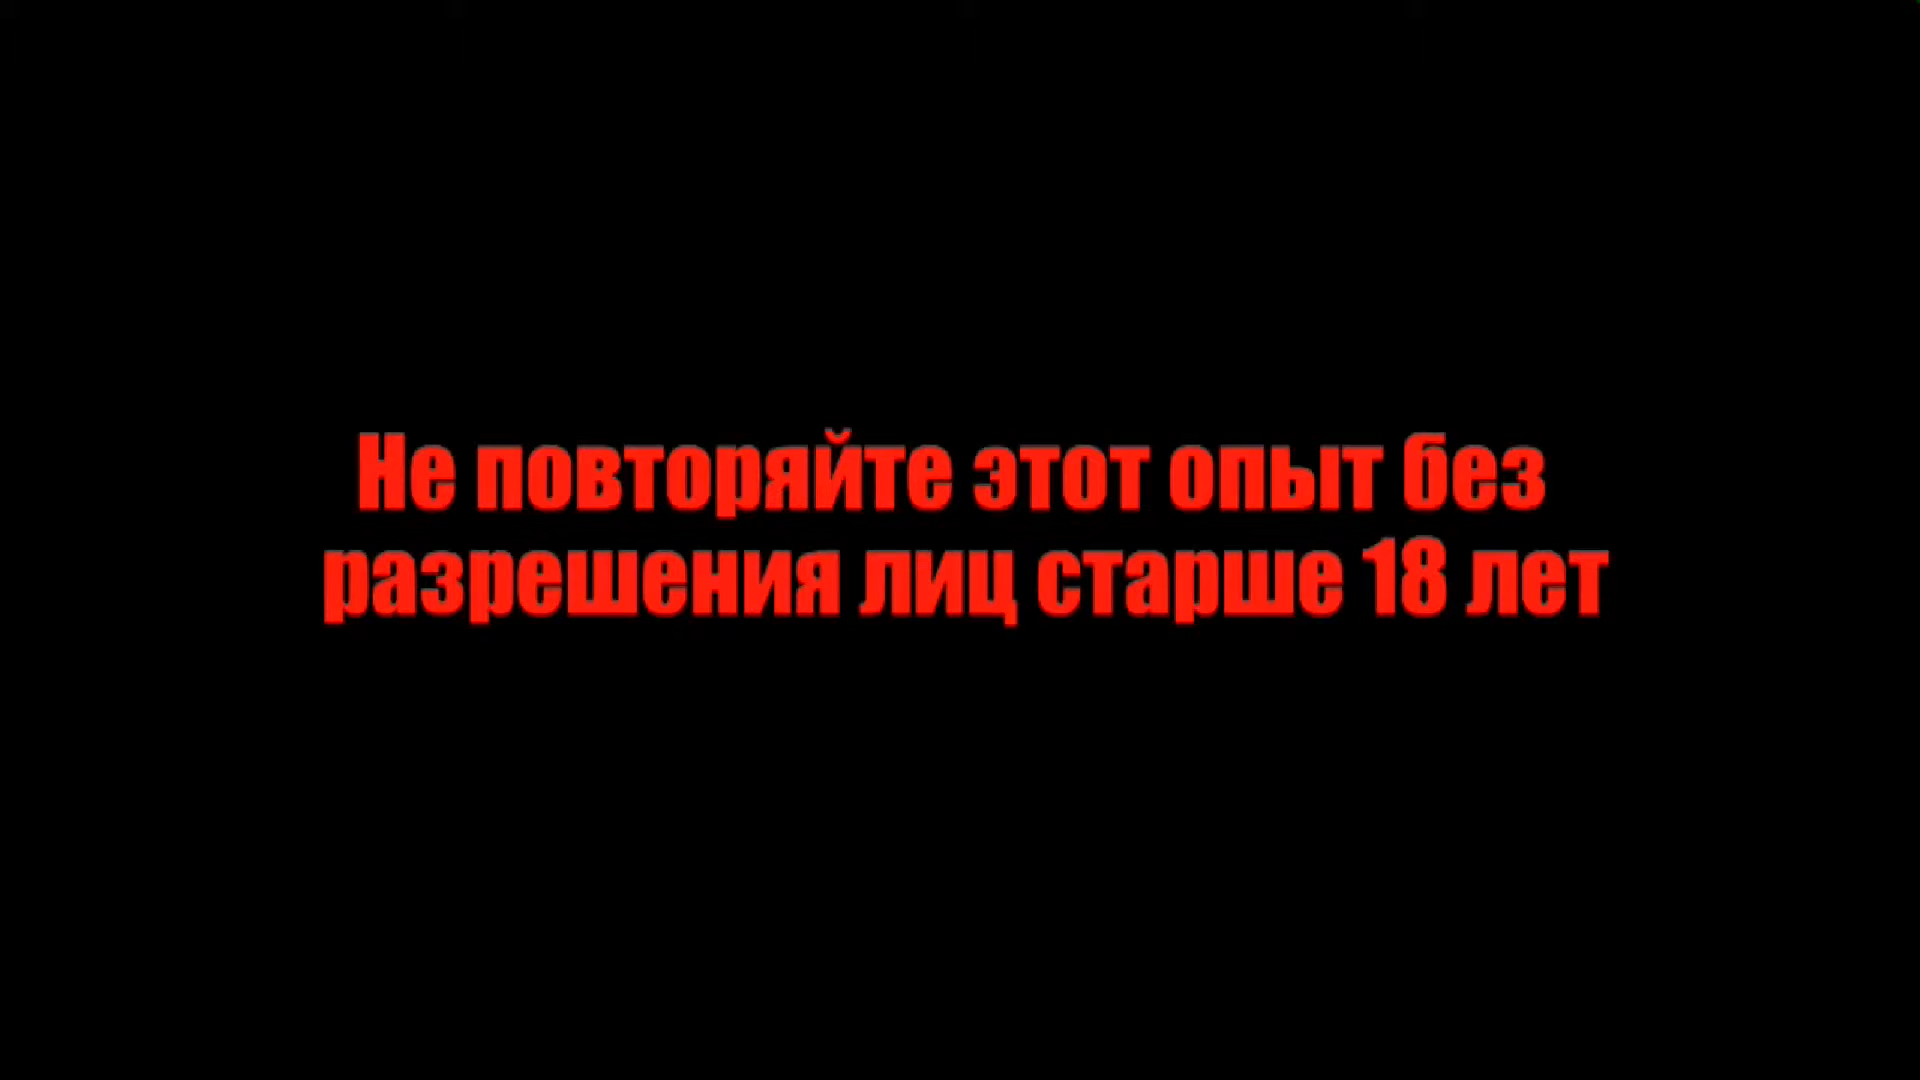 Не повторяйте этот опыт без
разрешения лиц старше 18 лет